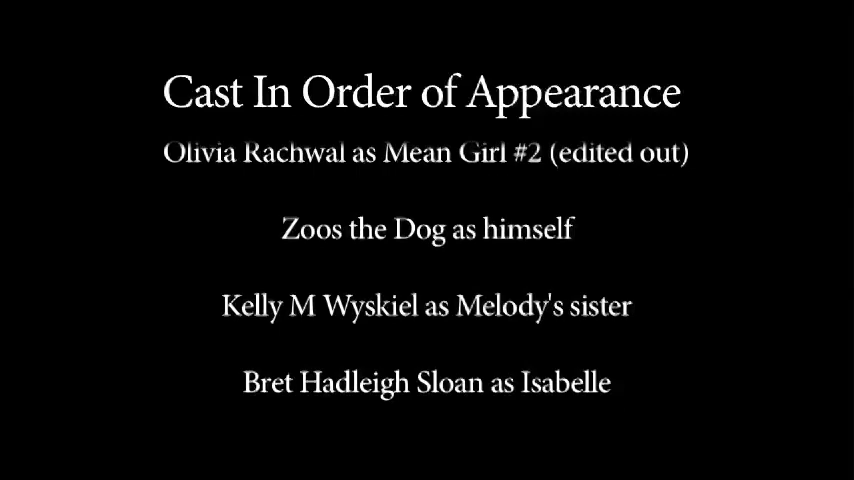 Cast In Order of Appearance
Olivia Rachwal as Mean Girl #2 (edited out)
Zoos the Dog as himself
Kelly M Wyskiel as Melody's sister
Bret Hadleigh Sloan as Isabelle